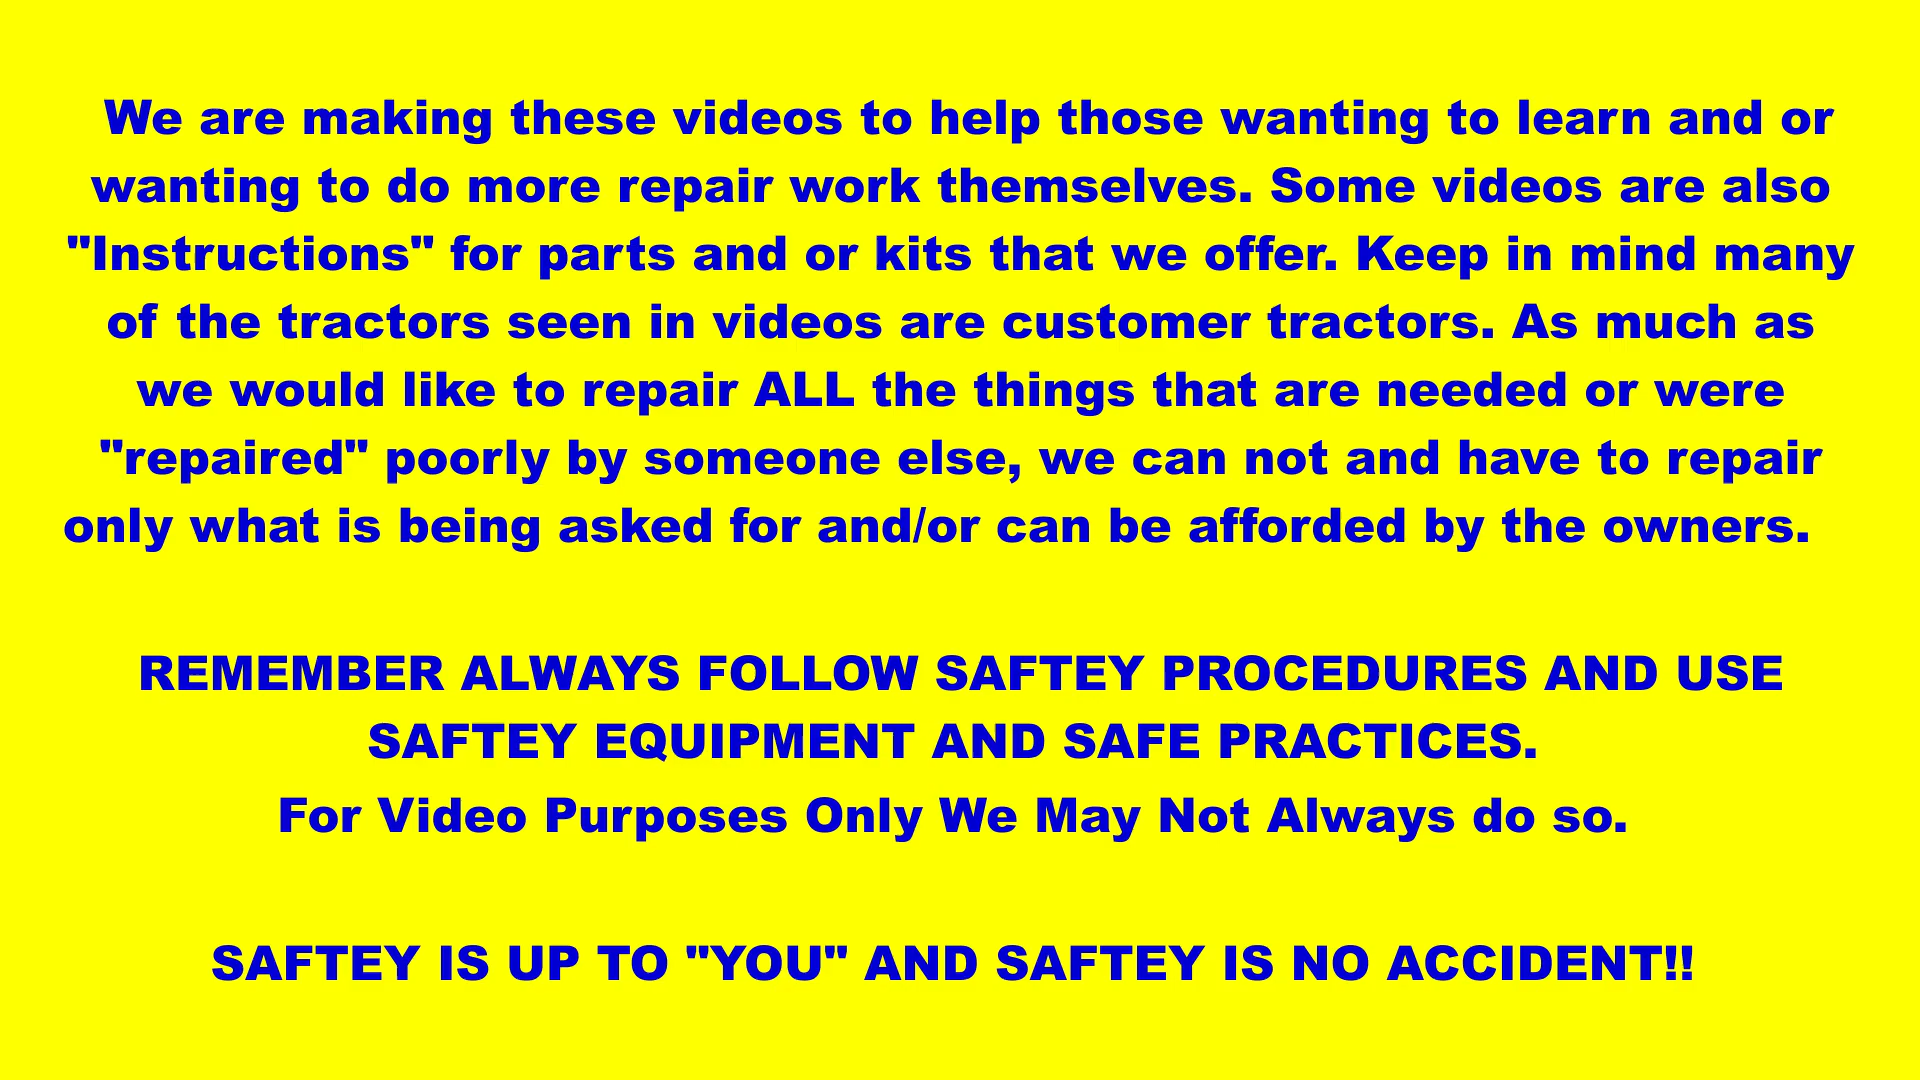 We are making these videos to help those wanting to learn and or
wanting to do more repair work themselves. Some videos are also
"Instructions" for parts and or kits that we offer. Keep in mind many
of the tractors seen in videos are customer tractors. As much as
we would like to repair ALL the things that are needed or were
"repaired" poorly by someone else, we can not and have to repair
only what is being asked for and/or can be afforded by the owners.
REMEMBER ALWAYS FOLLOW SAFTEY PROCEDURES AND USE
SAFTEY EQUIPMENT AND SAFE PRACTICES.
For Video Purposes Only We May Not Always do so.
SAFTEY IS UP TO "YOU" AND SAFTEY IS NO ACCIDENT!!